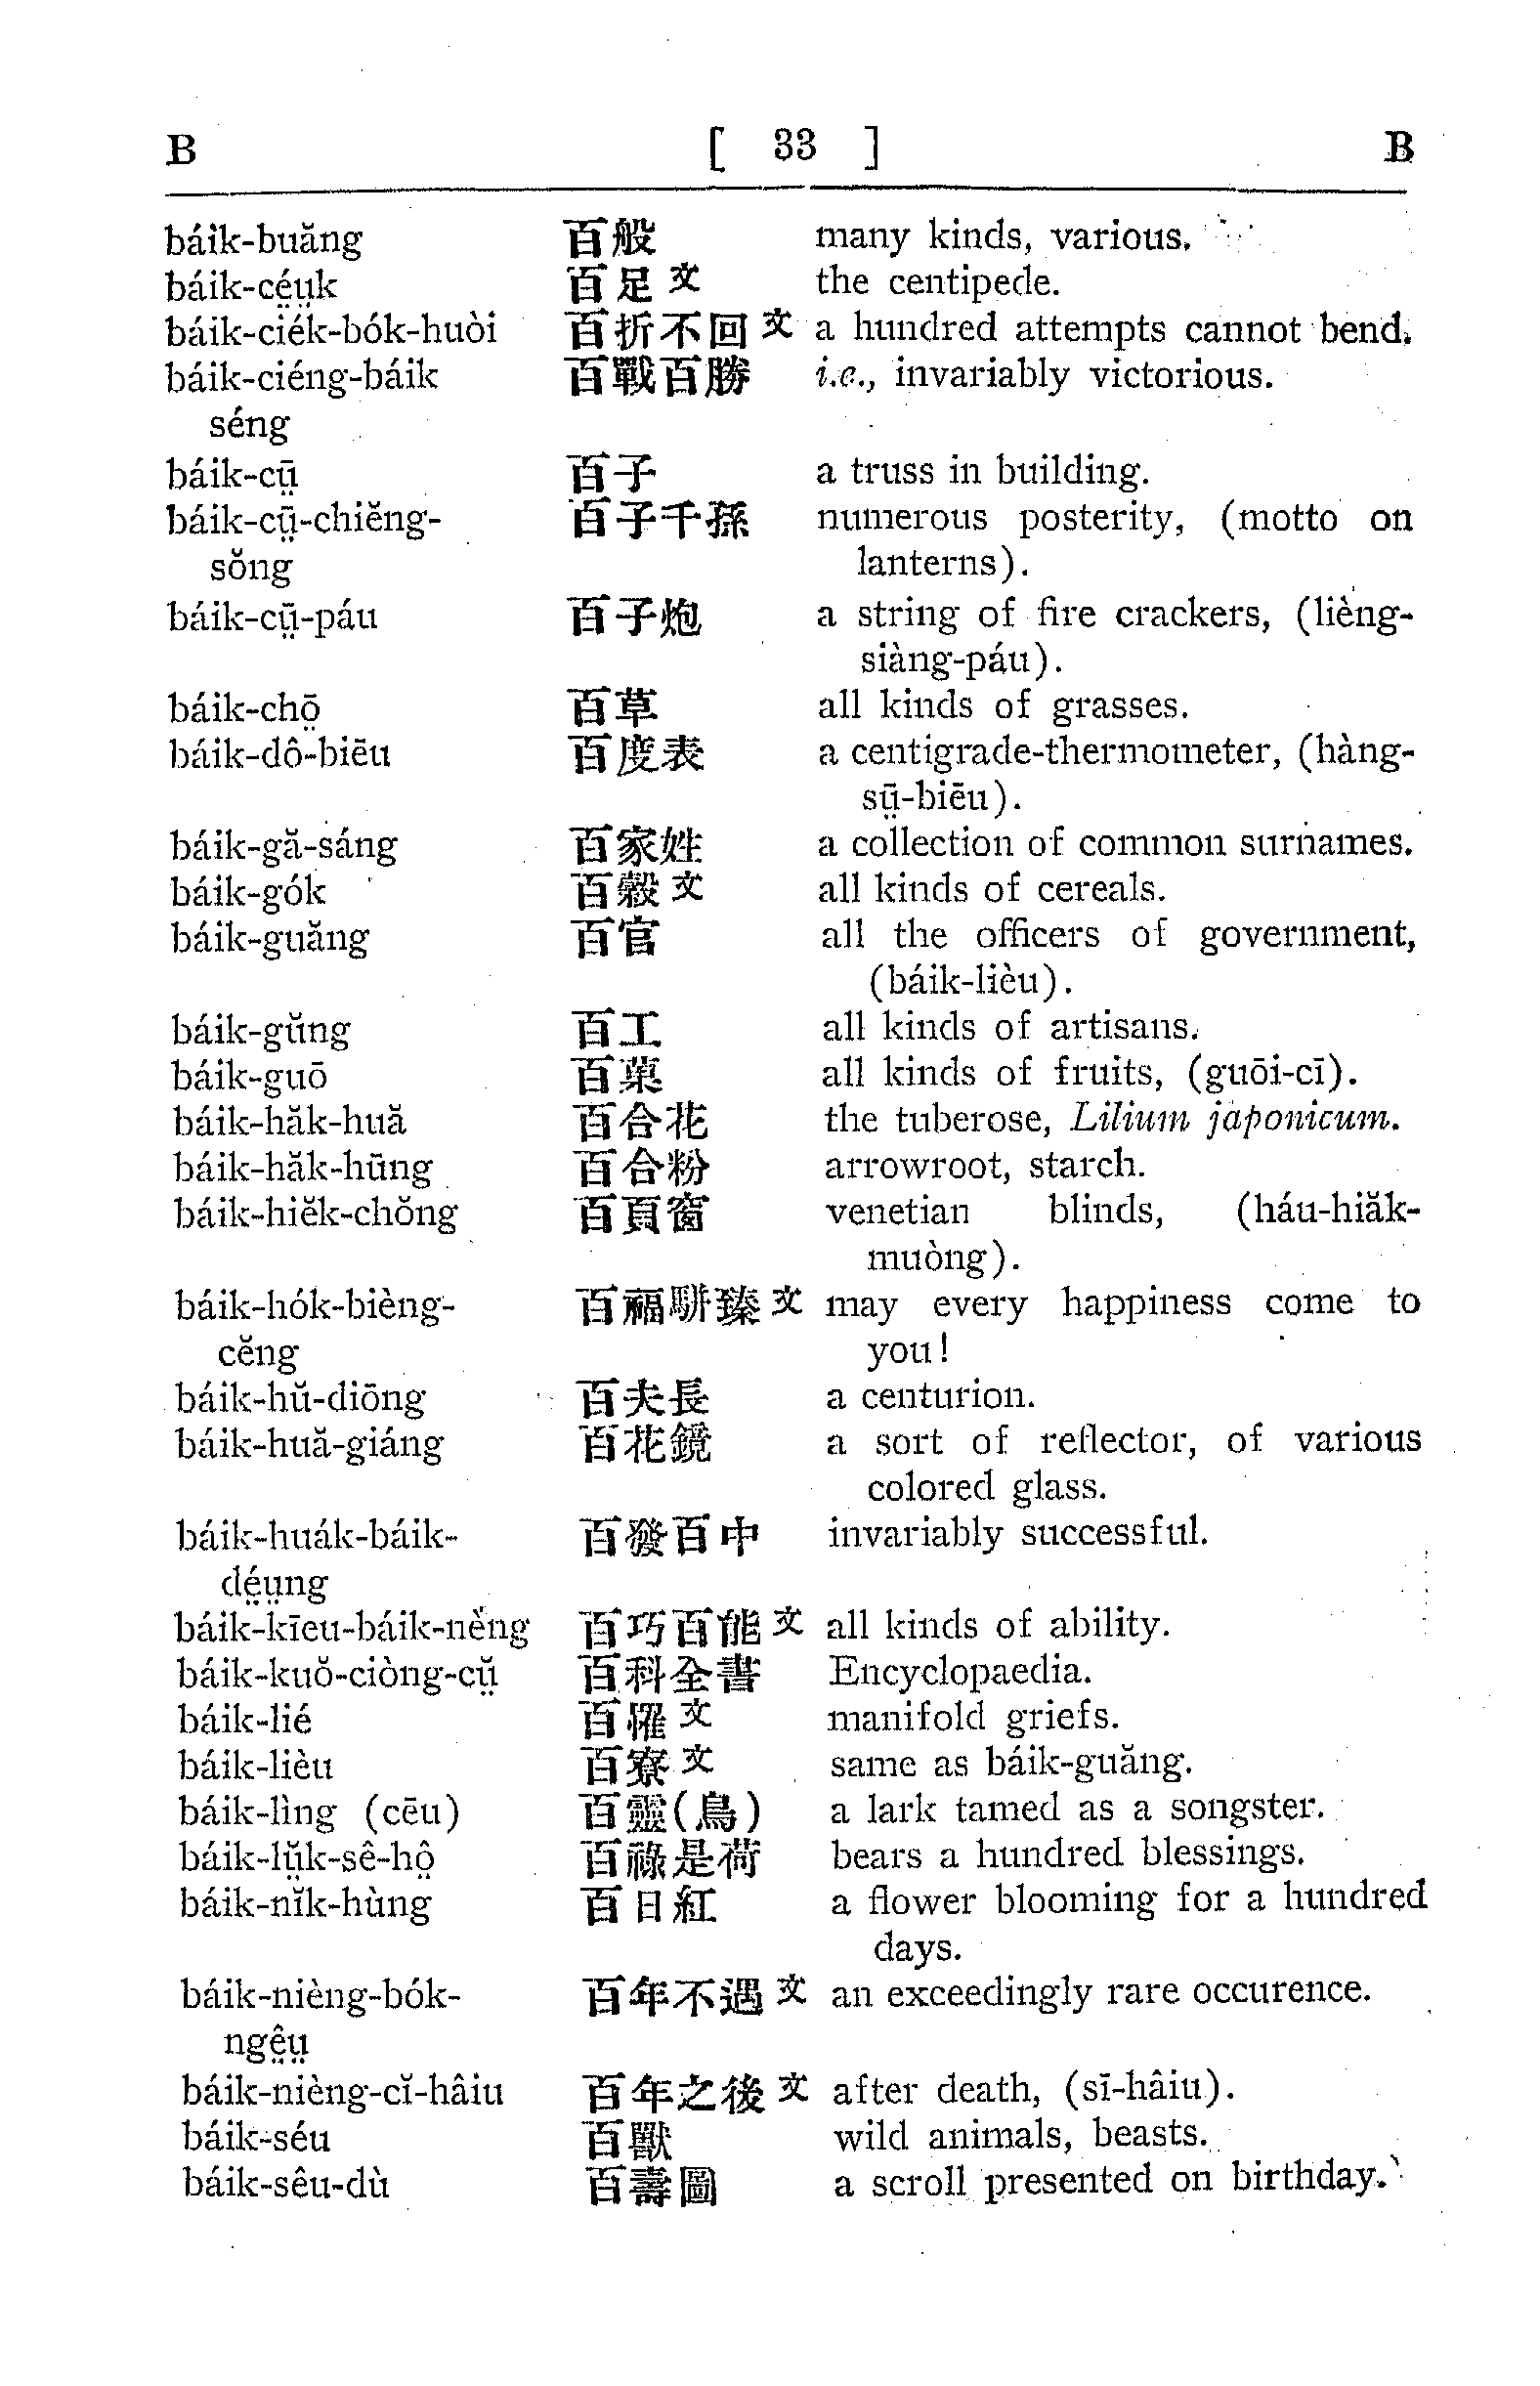 B [ 33 ] B
báik-buăng 百般 many kinds, various.
báik-cé̤ṳk 百足文 the centipede.
báik-ciék-bók-huòi 百折不回文 a hundred attempts cannot bend.
báik-ciéng-báik 百戰百勝 i.e., invariably victorious.
séng
báik-cṳ̄ 百子 a truss in building.
báik-cṳ̄-chiĕng- 百子千孫 numerous posterity, (motto on
sŏng lanterns).
báik-cṳ̄-páu 百子炮 a string of fire crackers, (lièng-
siàng-páu).
báik-chō̤ 百草 all kinds of grasses.
báik-dô-biēu 百度表 a centigrade-thermometer, (hàng-
sṳ̄-biēu).
báik-gă-sáng 百家姓 a collection of common surnames.
báik-gók 百穀文 all kinds of cereals.
báik-guăng 百官 all the officers of government,
(báik-lièu).
báik-gŭng 百工 all kinds of artisans.
báik-guō 百菓 all kinds of fruits, (guōi-cī).
báik-hăk-huă 百合花 the tuberose, Lilium japonicum.
báik-hăk-hūng 百合粉 arrowroot, starch.
báik-hiĕk-chŏng 百頁窗 venetian blinds, (háu-hiăk-
muòng).
báik-hók-bièng- 百福駢臻文 may every happiness come to
cĕng you!
báik-hŭ-diōng 百夫長 a centurion.
báik-huă-giáng 百花鏡 a sort of reflector, of various
colored glass.
báik-huák-báik- 百發百中 invariably successful.
dé̤ṳng
báik-kīeu-báik-nèng 百巧百能文 all kinds of ability.
báik-kuŏ-ciòng-cṳ̆ 百科全書 Encyclopaedia.
báik-lié 百罹文 manifold griefs.
báik-lièu 百寮文 same as báik-guăng.
báik-lìng (cēu) 百靈(鳥) a lark tamed as a songster.
báik-lṳ̆k-sê-hô̤ 百祿是荷 bears a hundred blessings.
báik-nĭk-hùng 百日紅 a flower blooming for a hundred
days.
báik-nièng-bók- 百年不遇文 an exceedingly rare occurence.
ngê̤ṳ
báik-nièng-cĭ-hâiu 百年之後文 after death, (sī-hâiu).
báik-séu 百獸 wild animals, beasts.
báik-sêu-dù 百壽圖 a scroll presented on birthday.